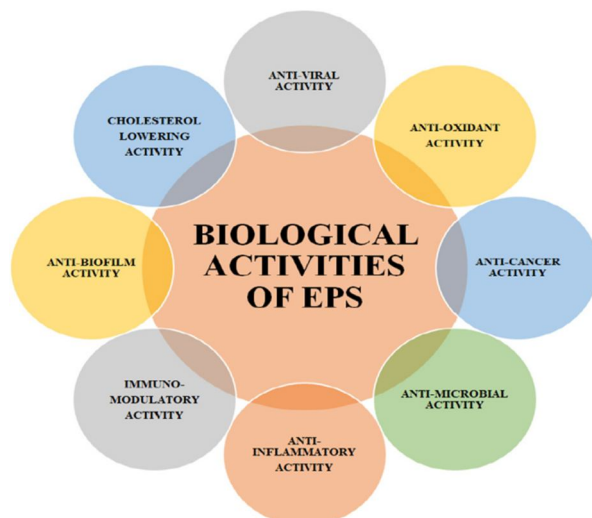 ANTI-VIRAL
ACTIVITY
ANTI-OXIDANT
ACTIVITY
ANTI-CANCER
ACTIVITY
ANTI-MICROBIAL
ACTIVITY
ANTI-
INFLAMMATORY
ACTIVITY
IMMUNO-
MODULATORY
ACTIVITY
ANTI-BIOFILM
ACTIVITY
CHOLESTEROL
LOWERING
ACTIVITY
BIOLOGICAL
ACTIVITIES
OF EPS